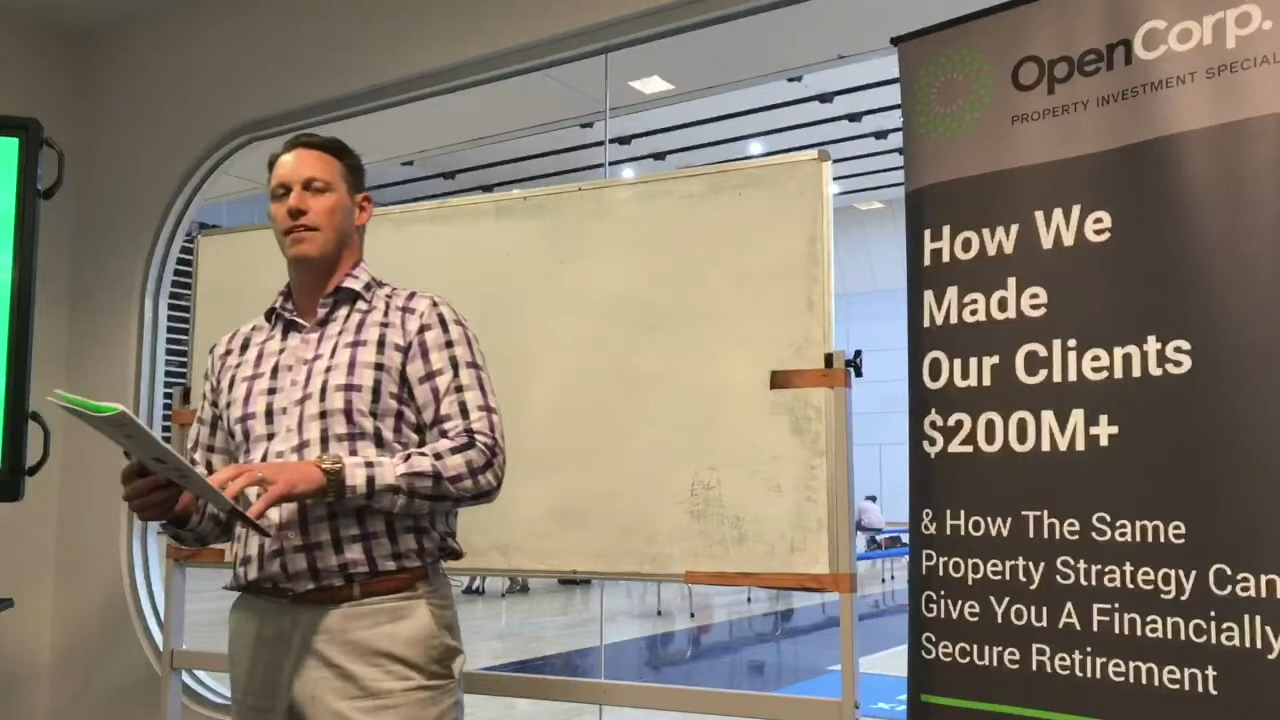 OpenCorp.
PROPERTY INVESTMENT
How We
Made
Our Clients
$200M+
& How The Same
Property Strategy Can
Give You A Financially
Secure Retirement